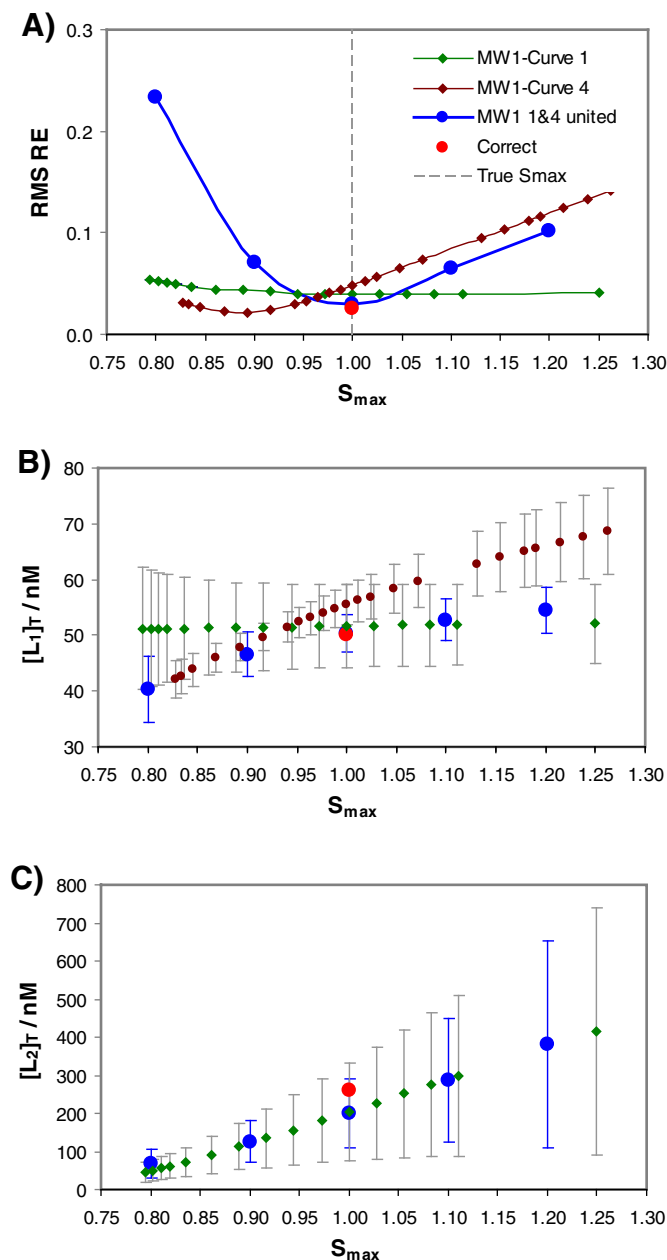 A)
RMS RE
0.3
0.2
0.1
0.0
MW1-Curve 1
MW1-Curve 4
MW1 1&4 united
Correct
True Smax
0.75 0.80 0.85 0.90 0.95 1.00 1.05 1.10 1.15 1.20 1.25 1.30
Smax
B)
[L1]T / nM
80
70
60
50
40
30
0.75 0.80 0.85 0.90 0.95 1.00 1.05 1.10 1.15 1.20 1.25 1.30
Smax
C)
[L2]T / nM
800
700
600
500
400
300
200
100
0
0.75 0.80 0.85 0.90 0.95 1.00 1.05 1.10 1.15 1.20 1.25 1.30
Smax